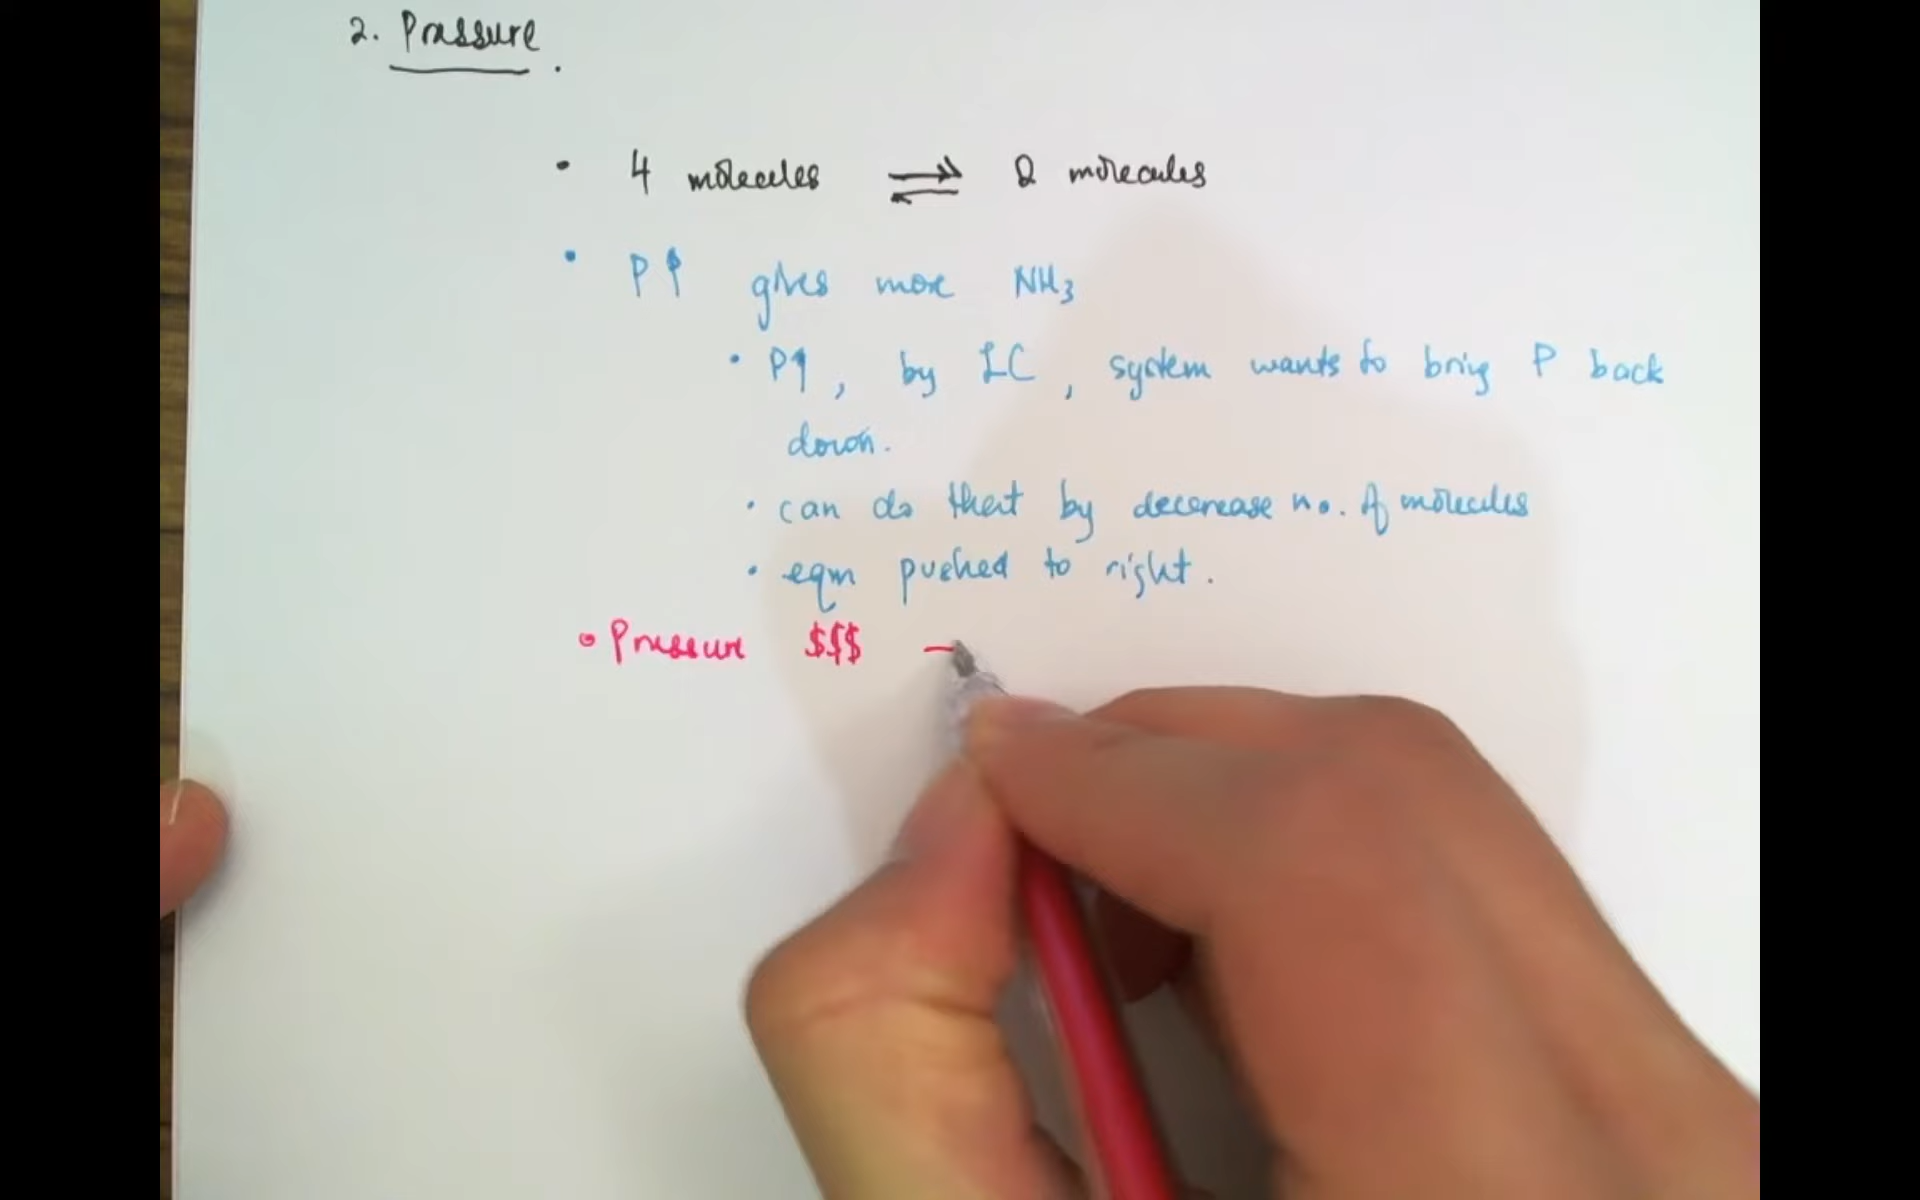 2. Pressure.
• 4 molecules ⇌ 2 molecules
• P↑ gives more NH₃
• P↑, by LC, system wants to bring P back
down.
• can do that by decrease no. of molecules
• eqm pushed to right.
• Pressure $$$ –